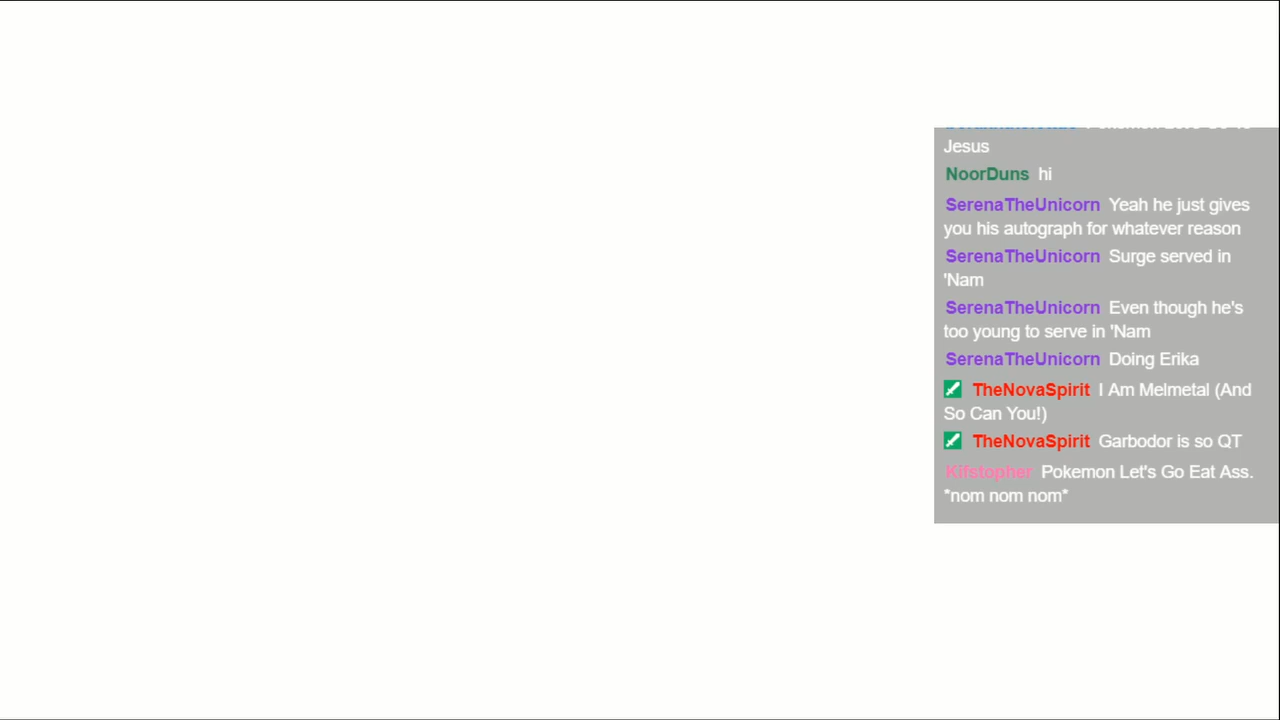 Jesus
NoorDuns hi
SerenaTheUnicorn Yeah he just gives
you his autograph for whatever reason
SerenaTheUnicorn Surge served in
'Nam
SerenaTheUnicorn Even though he's
too young to serve in 'Nam
SerenaTheUnicorn Doing Erika
TheNovaSpirit I Am Melmetal (And
So Can You!)
TheNovaSpirit Garbodor is so QT
Kifstopher Pokemon Let's Go Eat Ass.
*nom nom nom*